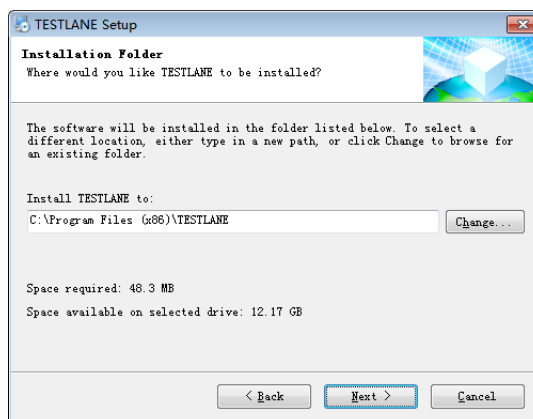 TESTLANE Setup
Installation Folder
Where would you like TESTLANE to be installed?
The software will be installed in the folder listed below. To select a
different location, either type in a new path, or click Change to browse for
an existing folder.
Install TESTLANE to:
C:\Program Files (x86)\TESTLANE
Change...
Space required: 48.3 MB
Space available on selected drive: 12.17 GB
< Back
Next >
Cancel